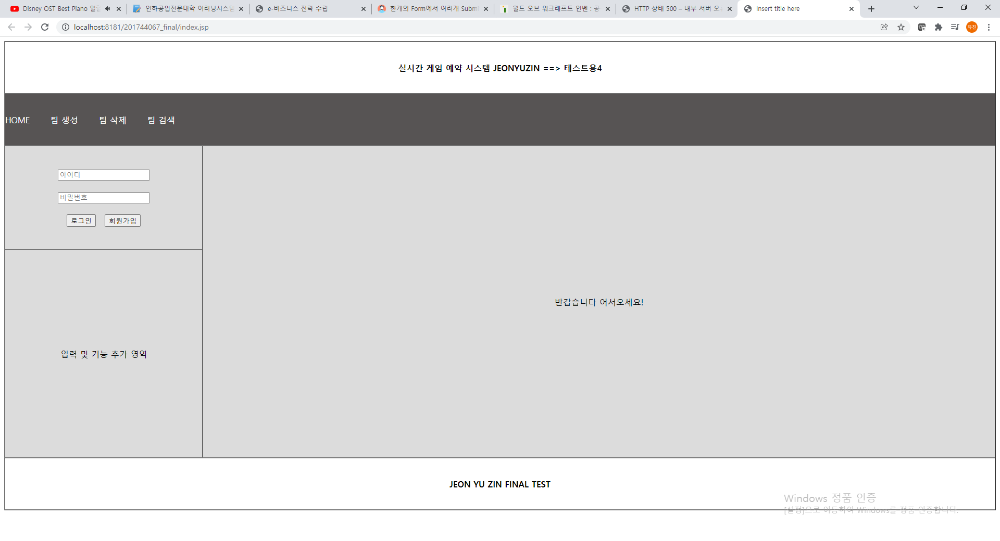 Disney OST Best Piano 일할
인하공업전문대학 이러닝시스템
e-비즈니스 전략 수립
한개의 Form에서 여러개 Submi
월드 오브 워크래프트 인벤 : 공
HTTP 상태 500 – 내부 서버 오류
Insert title here
localhost:8181/201744067_final/index.jsp
유진
실시간 게임 예약 시스템 JEONYUZIN ==> 테스트용4
HOME 팀 생성 팀 삭제 팀 검색
아이디
비밀번호
로그인 회원가입
반갑습니다 어서오세요!
입력 및 기능 추가 영역
JEON YU ZIN FINAL TEST
Windows 정품 인증
[설정]으로 이동하여 Windows를 정품 인증합니다.